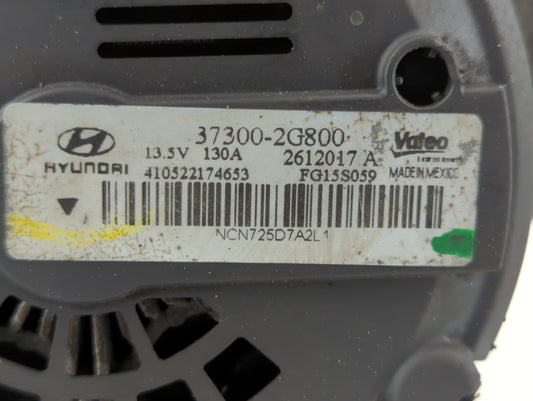 37300-2G800
HYUNDAI 13.5V 130A 2612017 A Valeo
410522174653 FG15S059 MADE IN MEXICO
NCN725D7A2L1